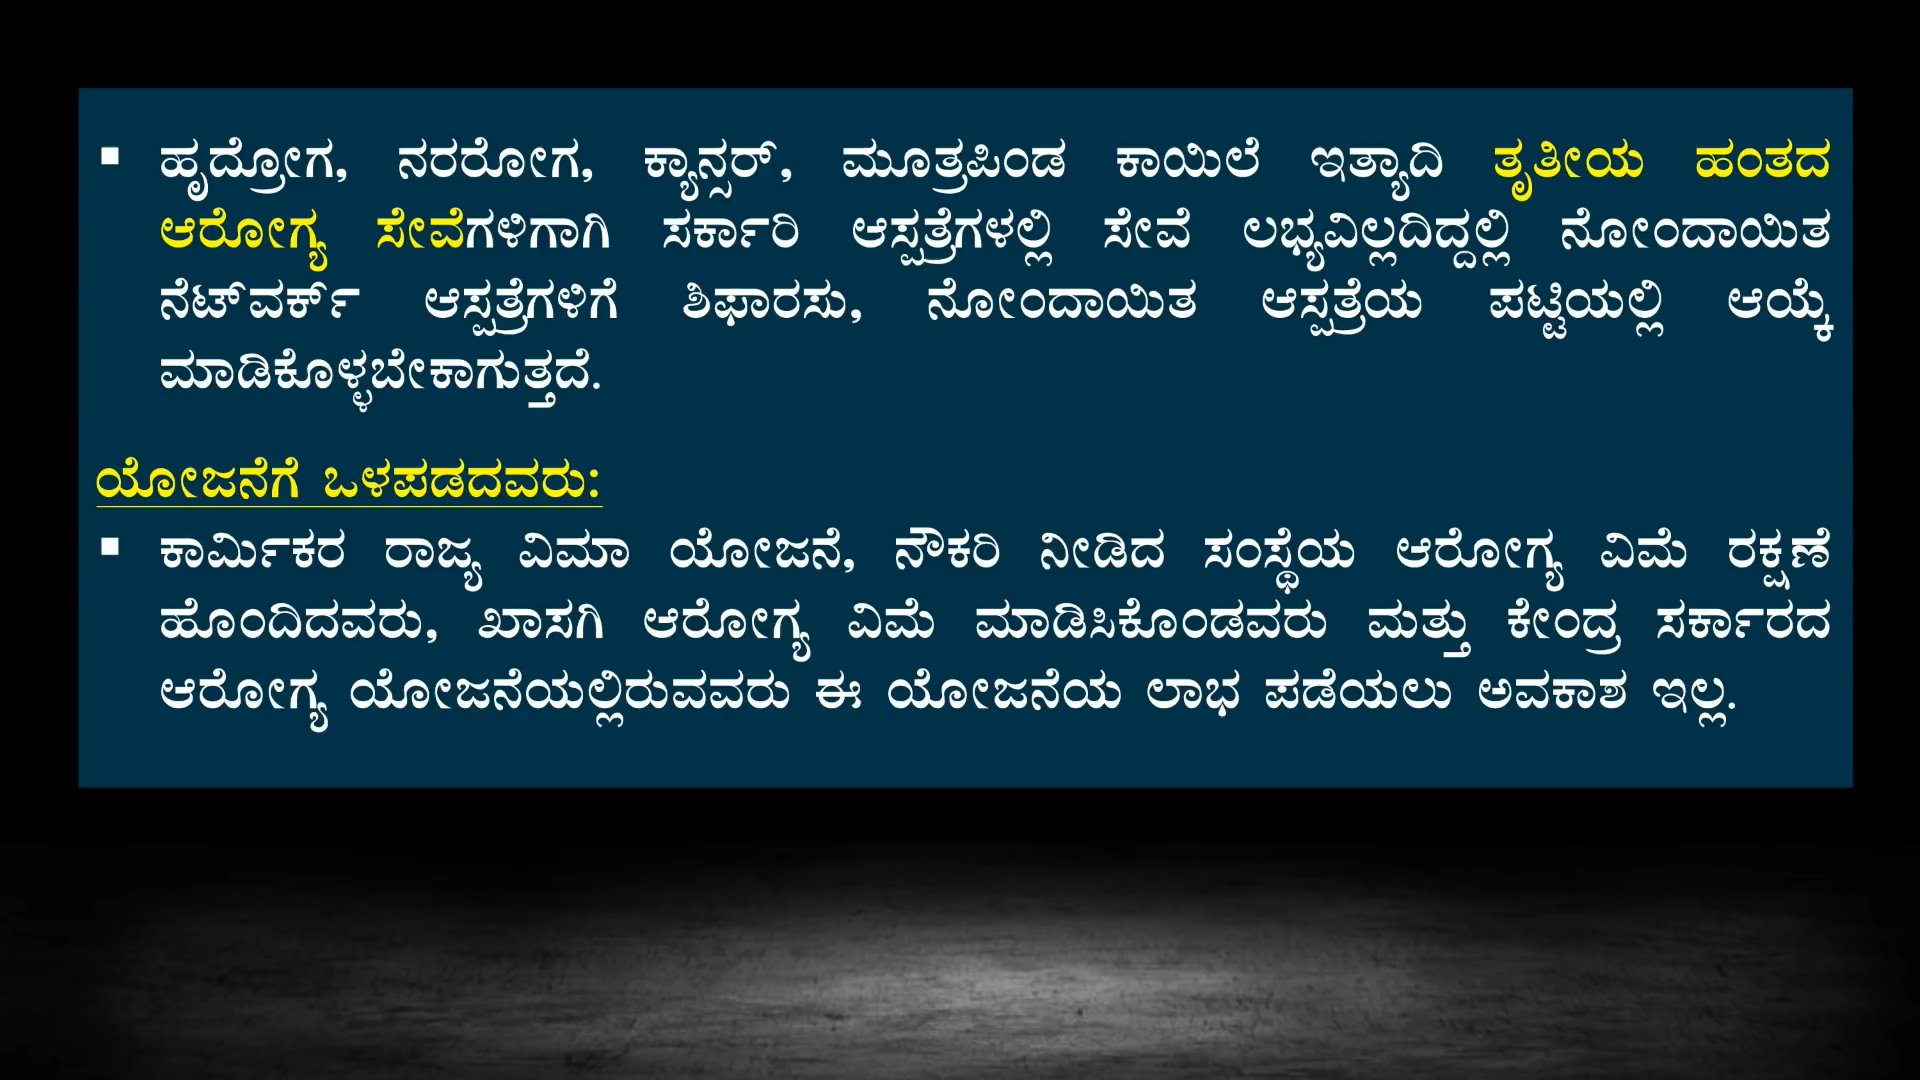 ▪ ಹೃದ್ರೋಗ, ನರರೋಗ, ಕ್ಯಾನ್ಸರ್, ಮೂತ್ರಪಿಂಡ ಕಾಯಿಲೆ ಇತ್ಯಾದಿ ತೃತೀಯ ಹಂತದ
ಆರೋಗ್ಯ ಸೇವೆಗಳಿಗಾಗಿ ಸರ್ಕಾರಿ ಆಸ್ಪತ್ರೆಗಳಲ್ಲಿ ಸೇವೆ ಲಭ್ಯವಿಲ್ಲದಿದ್ದಲ್ಲಿ ನೋಂದಾಯಿತ
ನೆಟ್‌ವರ್ಕ್ ಆಸ್ಪತ್ರೆಗಳಿಗೆ ಶಿಫಾರಸು, ನೋಂದಾಯಿತ ಆಸ್ಪತ್ರೆಯ ಪಟ್ಟಿಯಲ್ಲಿ ಆಯ್ಕೆ
ಮಾಡಿಕೊಳ್ಳಬೇಕಾಗುತ್ತದೆ.
ಯೋಜನೆಗೆ ಒಳಪಡದವರು:
▪ ಕಾರ್ಮಿಕರ ರಾಜ್ಯ ವಿಮಾ ಯೋಜನೆ, ನೌಕರಿ ನೀಡಿದ ಸಂಸ್ಥೆಯ ಆರೋಗ್ಯ ವಿಮೆ ರಕ್ಷಣೆ
ಹೊಂದಿದವರು, ಖಾಸಗಿ ಆರೋಗ್ಯ ವಿಮೆ ಮಾಡಿಸಿಕೊಂಡವರು ಮತ್ತು ಕೇಂದ್ರ ಸರ್ಕಾರದ
ಆರೋಗ್ಯ ಯೋಜನೆಯಲ್ಲಿರುವವರು ಈ ಯೋಜನೆಯ ಲಾಭ ಪಡೆಯಲು ಅವಕಾಶ ಇಲ್ಲ.